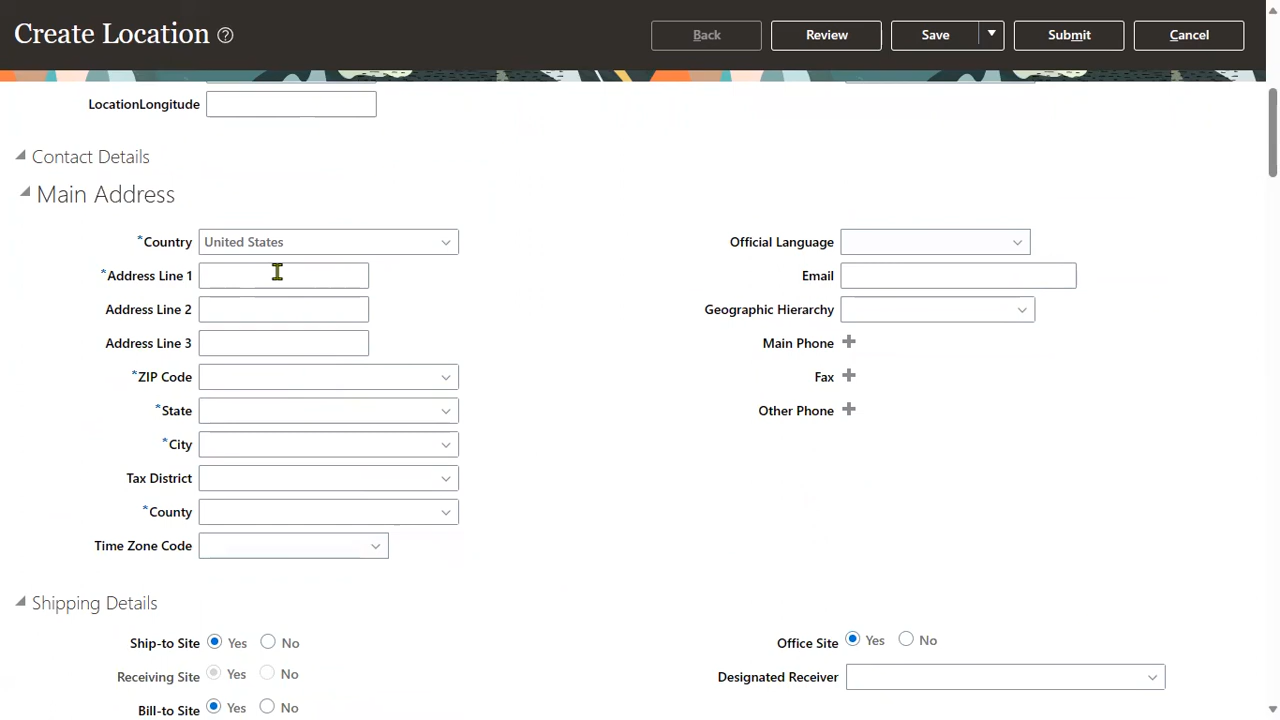 Create Location
Back
Review
Save
Submit
Cancel
LocationLongitude
Contact Details
Main Address
*Country United States
Official Language
*Address Line 1
Email
Address Line 2
Geographic Hierarchy
Address Line 3
Main Phone
*ZIP Code
Fax
*State
Other Phone
*City
Tax District
*County
Time Zone Code
Shipping Details
Ship-to Site Yes No
Office Site Yes No
Receiving Site Yes No
Designated Receiver
Bill-to Site Yes No